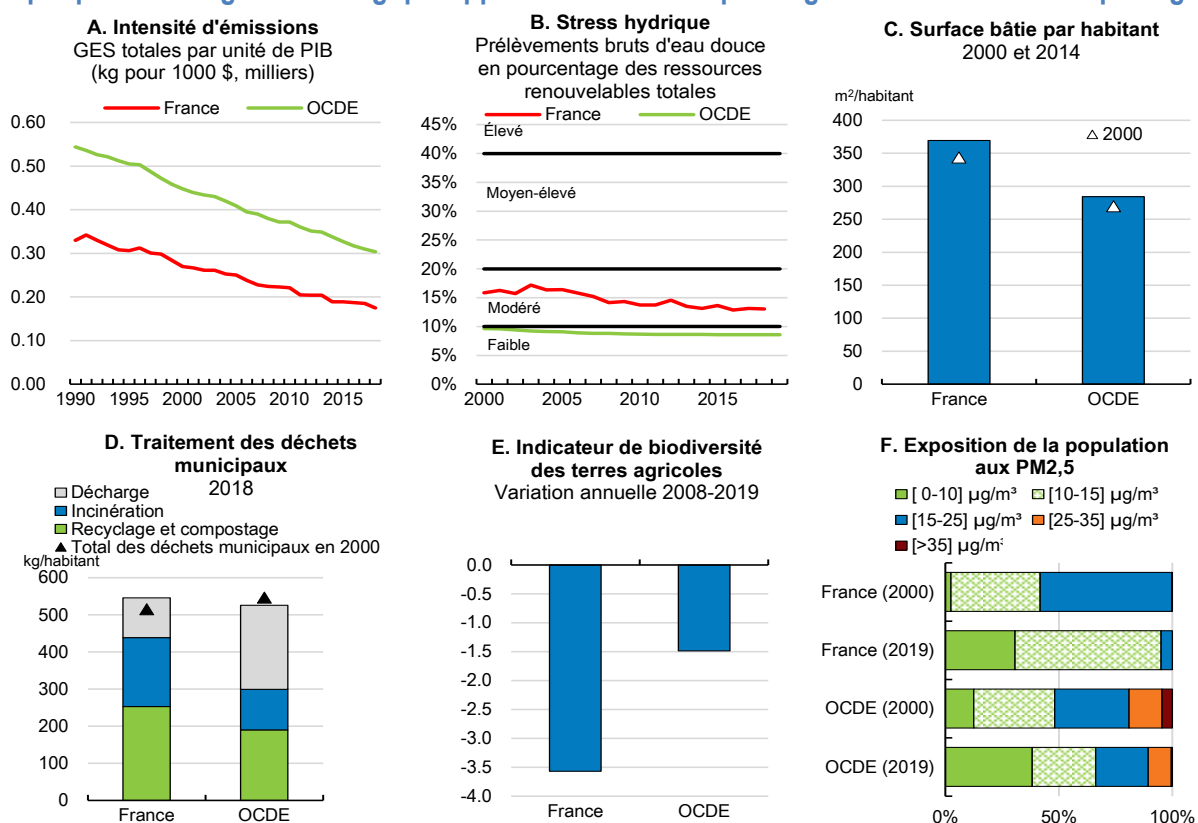 A. Intensité d'émissions
GES totales par unité de PIB
(kg pour 1000 $, milliers)
France
OCDE
0.60
0.50
0.40
0.30
0.20
0.10
0.00
1990
1995
2000
2005
2010
2015
B. Stress hydrique
Prélèvements bruts d'eau douce
en pourcentage des ressources
renouvelables totales
France
OCDE
45%
40%
35%
30%
25%
20%
15%
10%
5%
0%
Élevé
Moyen-élevé
Modéré
Faible
2000
2005
2010
2015
C. Surface bâtie par habitant
2000 et 2014
m²/habitant
2000
400
350
300
250
200
150
100
50
0
France
OCDE
D. Traitement des déchets
municipaux
2018
Décharge
Incinération
Recyclage et compostage
Total des déchets municipaux en 2000
kg/habitant
600
500
400
300
200
100
0
France
OCDE
E. Indicateur de biodiversité
des terres agricoles
Variation annuelle 2008-2019
0.0
-0.5
-1.0
-1.5
-2.0
-2.5
-3.0
-3.5
-4.0
France
OCDE
F. Exposition de la population
aux PM2,5
[ 0-10] µg/m³
[10-15] µg/m³
[15-25] µg/m³
[25-35] µg/m³
[>35] µg/m³
France (2000)
France (2019)
OCDE (2000)
OCDE (2019)
0%
50%
100%